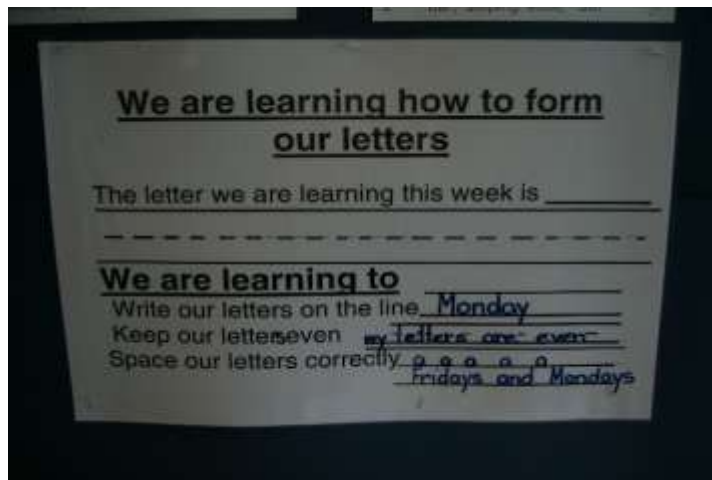 We are learning how to form
our letters
The letter we are learning this week is
We are learning to
Write our letters on the line Monday
Keep our letterseven my letters are even
Space our letters correctly a a a a a
Fridays and Mondays